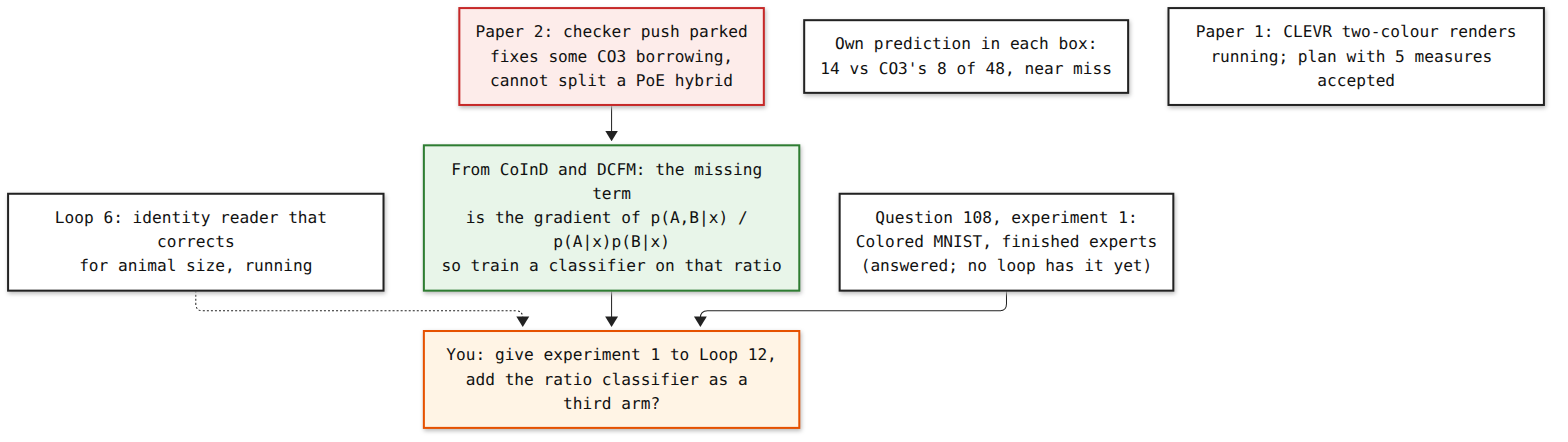 Paper 2: checker push parked
fixes some CO3 borrowing,
cannot split a PoE hybrid
Own prediction in each box:
14 vs CO3's 8 of 48, near miss
Paper 1: CLEVR two-colour renders
running; plan with 5 measures
accepted
Loop 6: identity reader that
corrects
for animal size, running
From CoInD and DCFM: the missing
term
is the gradient of p(A,B|x) /
p(A|x)p(B|x)
so train a classifier on that ratio
Question 108, experiment 1:
Colored MNIST, finished experts
(answered; no loop has it yet)
You: give experiment 1 to Loop 12,
add the ratio classifier as a
third arm?